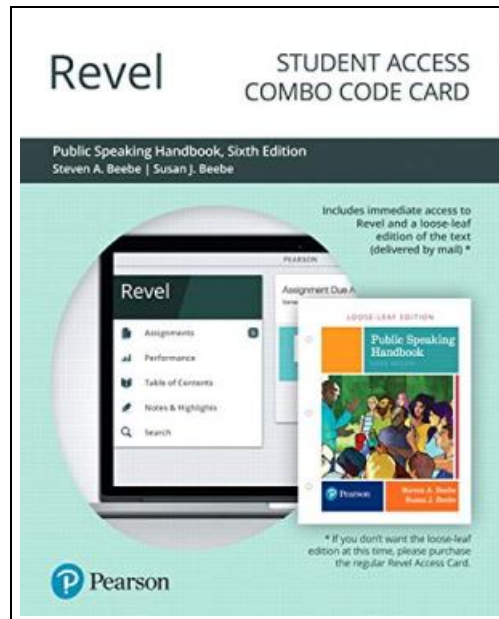 Revel
STUDENT ACCESS
COMBO CODE CARD
Public Speaking Handbook, Sixth Edition
Steven A. Beebe | Susan J. Beebe
Includes immediate access to
Revel and a loose-leaf
edition of the text
(delivered by mail) *
PEARSON
Revel
Assignments
Performance
Table of Contents
Notes & Highlights
Search
Assignment Due
LOOSE-LEAF EDITION
Public Speaking
Handbook
SIXTH EDITION
Pearson
Steven A. Beebe
Susan J. Beebe
* If you don't want the loose-leaf
edition at this time, please purchase
the regular Revel Access Card.
Pearson